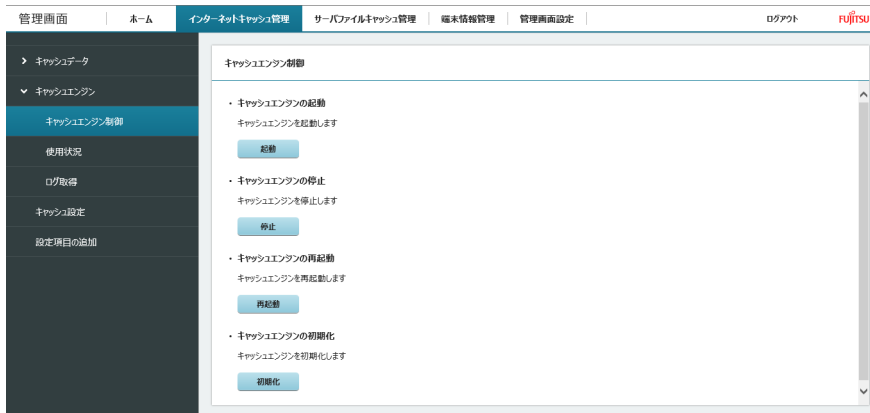 管理画面
ホーム
インターネットキャッシュ管理
サーバファイルキャッシュ管理
端末情報管理
管理画面設定
ログアウト
FUJITSU
キャッシュデータ
キャッシュエンジン
キャッシュエンジン制御
使用状況
ログ取得
キャッシュ設定
設定項目の追加
キャッシュエンジン制御
・ キャッシュエンジンの起動
キャッシュエンジンを起動します
起動
・ キャッシュエンジンの停止
キャッシュエンジンを停止します
停止
・ キャッシュエンジンの再起動
キャッシュエンジンを再起動します
再起動
・ キャッシュエンジンの初期化
キャッシュエンジンを初期化します
初期化